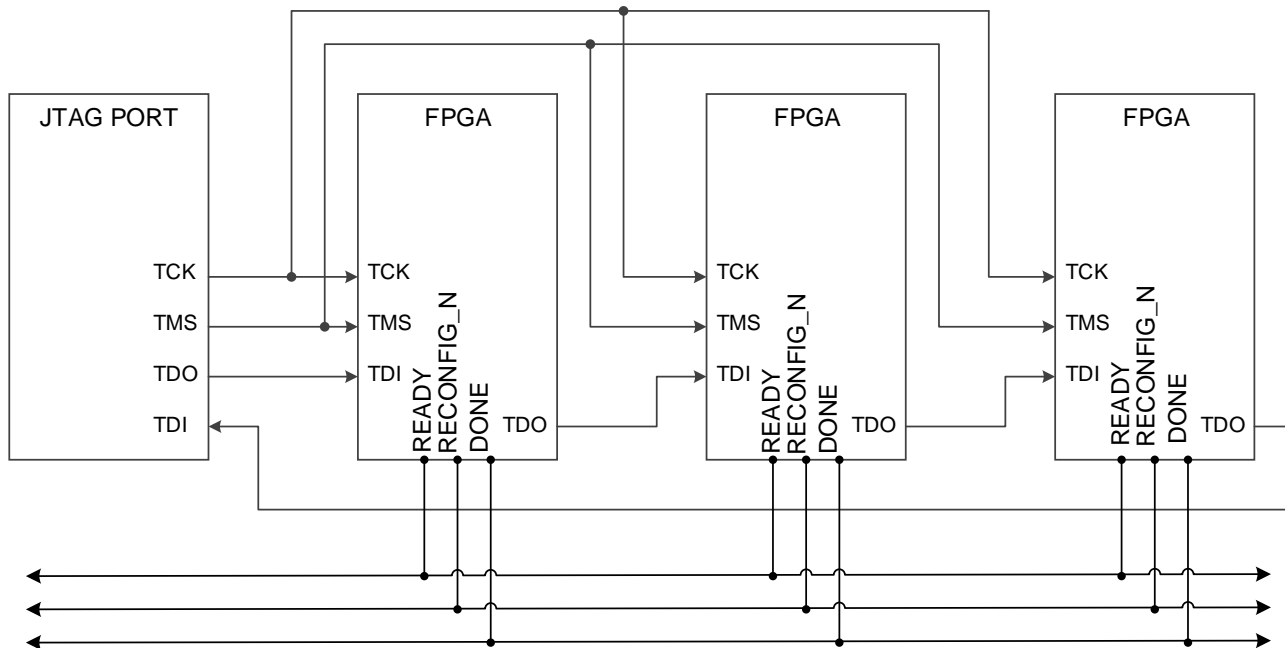 JTAG PORT
TCK
TMS
TDO
TDI
FPGA
TCK
TMS
TDI
READY
RECONFIG_N
DONE
TDO
FPGA
TCK
TMS
TDI
READY
RECONFIG_N
DONE
TDO
FPGA
TCK
TMS
TDI
READY
RECONFIG_N
DONE
TDO